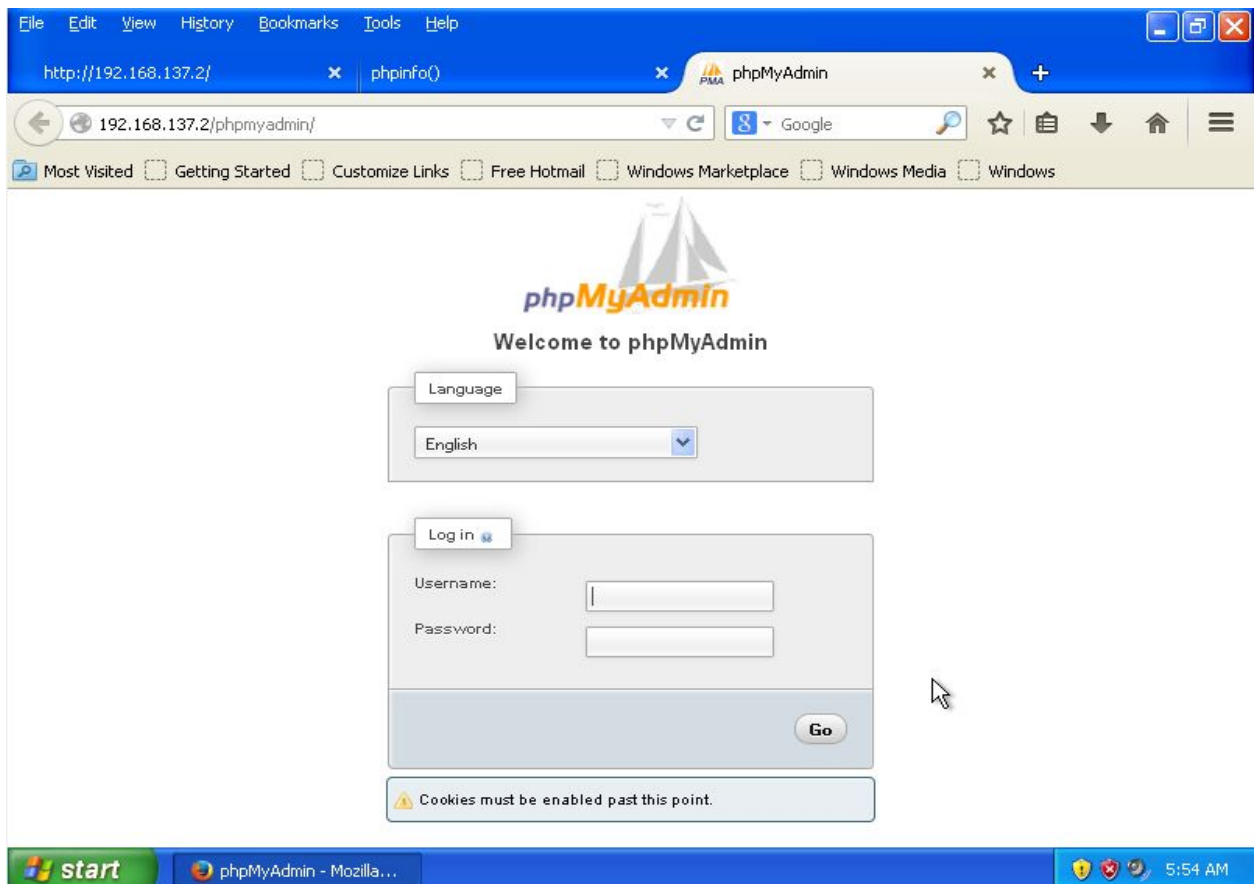 File Edit View History Bookmarks Tools Help
http://192.168.137.2/ phpinfo() PMA phpMyAdmin
192.168.137.2/phpmyadmin/ 8 Google
Most Visited Getting Started Customize Links Free Hotmail Windows Marketplace Windows Media Windows
phpMyAdmin
Welcome to phpMyAdmin
Language
English
Log in
Username:
Password:
Go
Cookies must be enabled past this point.
start phpMyAdmin - Mozilla... 5:54 AM